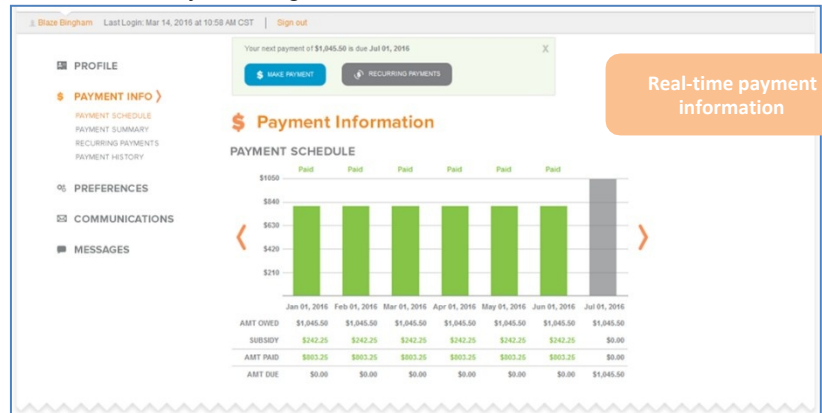 Blaze Bingham Last Login: Mar 14, 2016 at 10:58 AM CST | Sign out
Your next payment of $1,045.50 is due Jul 01, 2016 X
$ MAKE PAYMENT RECURRING PAYMENTS
Real-time payment
information
PROFILE
$ PAYMENT INFO
PAYMENT SCHEDULE
PAYMENT SUMMARY
RECURRING PAYMENTS
PAYMENT HISTORY
PREFERENCES
COMMUNICATIONS
MESSAGES
$ Payment Information
PAYMENT SCHEDULE
Paid Paid Paid Paid Paid Paid
$1050
$840
$630
$420
$210
Jan 01, 2016 Feb 01, 2016 Mar 01, 2016 Apr 01, 2016 May 01, 2016 Jun 01, 2016 Jul 01, 2016
AMT OWED $1,045.50 $1,045.50 $1,045.50 $1,045.50 $1,045.50 $1,045.50 $1,045.50
SUBSIDY $242.25 $242.25 $242.25 $242.25 $242.25 $242.25 $0.00
AMT PAID $803.25 $803.25 $803.25 $803.25 $803.25 $803.25 $0.00
AMT DUE $0.00 $0.00 $0.00 $0.00 $0.00 $0.00 $1,045.50